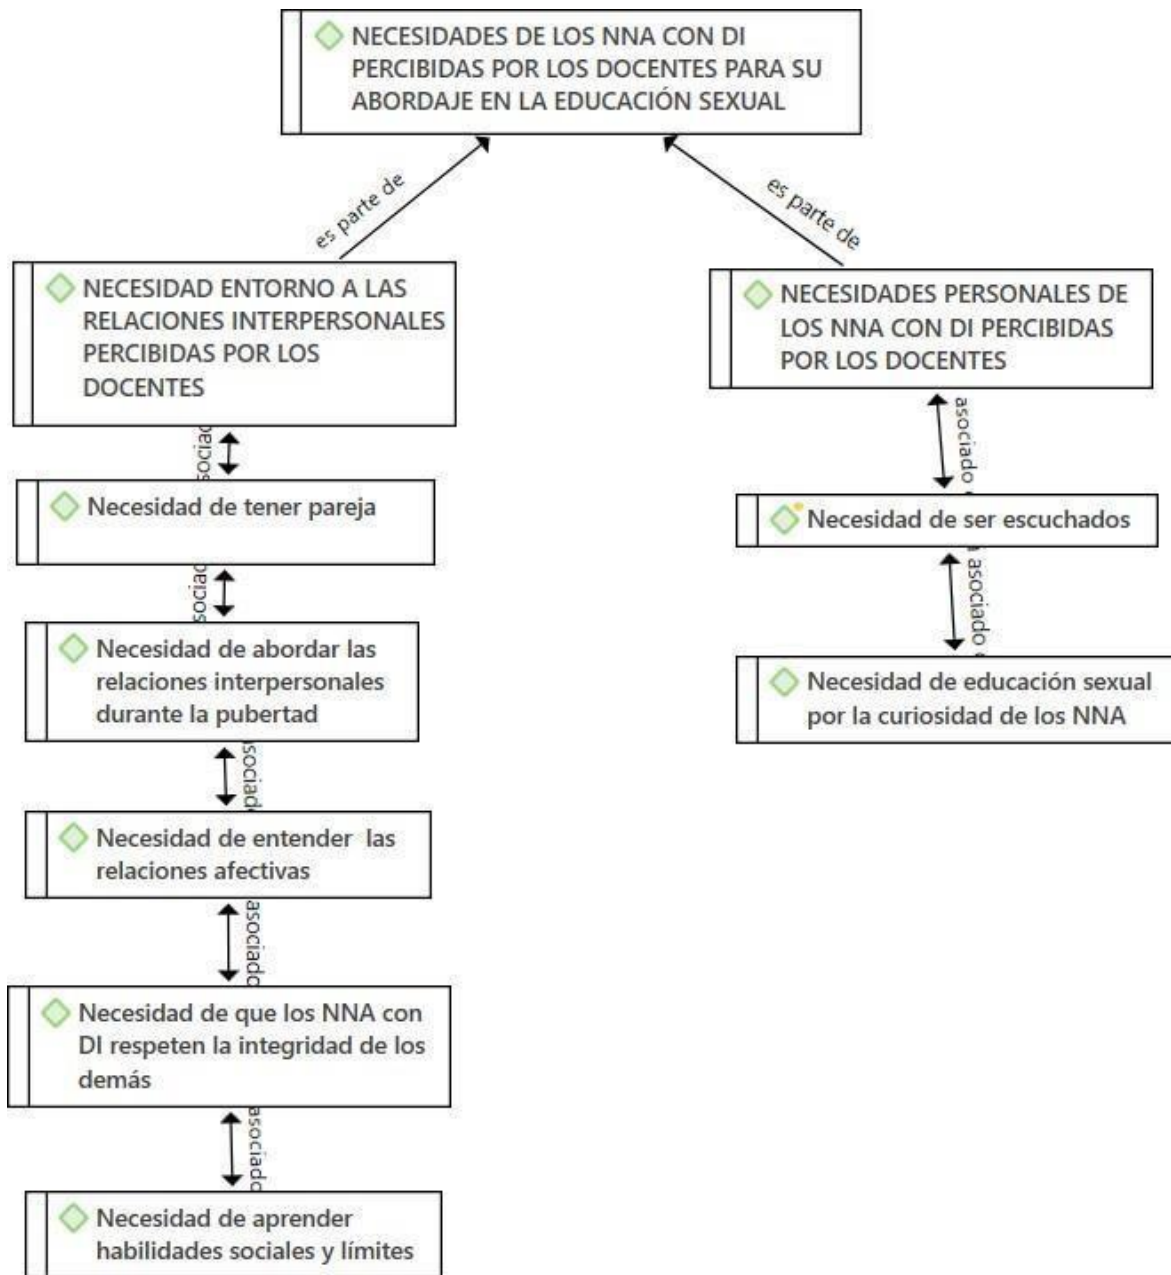 NECESIDADES DE LOS NNA CON DI
PERCIBIDAS POR LOS DOCENTES PARA SU
ABORDAJE EN LA EDUCACIÓN SEXUAL
es parte de
es parte de
NECESIDAD ENTORNO A LAS
RELACIONES INTERPERSONALES
PERCIBIDAS POR LOS
DOCENTES
sociad
Necesidad de tener pareja
sociad
Necesidad de abordar las
relaciones interpersonales
durante la pubertad
sociad
Necesidad de entender las
relaciones afectivas
asociado
Necesidad de que los NNA con
DI respeten la integridad de los
demás
asociado
Necesidad de aprender
habilidades sociales y límites
NECESIDADES PERSONALES DE
LOS NNA CON DI PERCIBIDAS
POR LOS DOCENTES
asociado
Necesidad de ser escuchados
asociado
Necesidad de educación sexual
por la curiosidad de los NNA